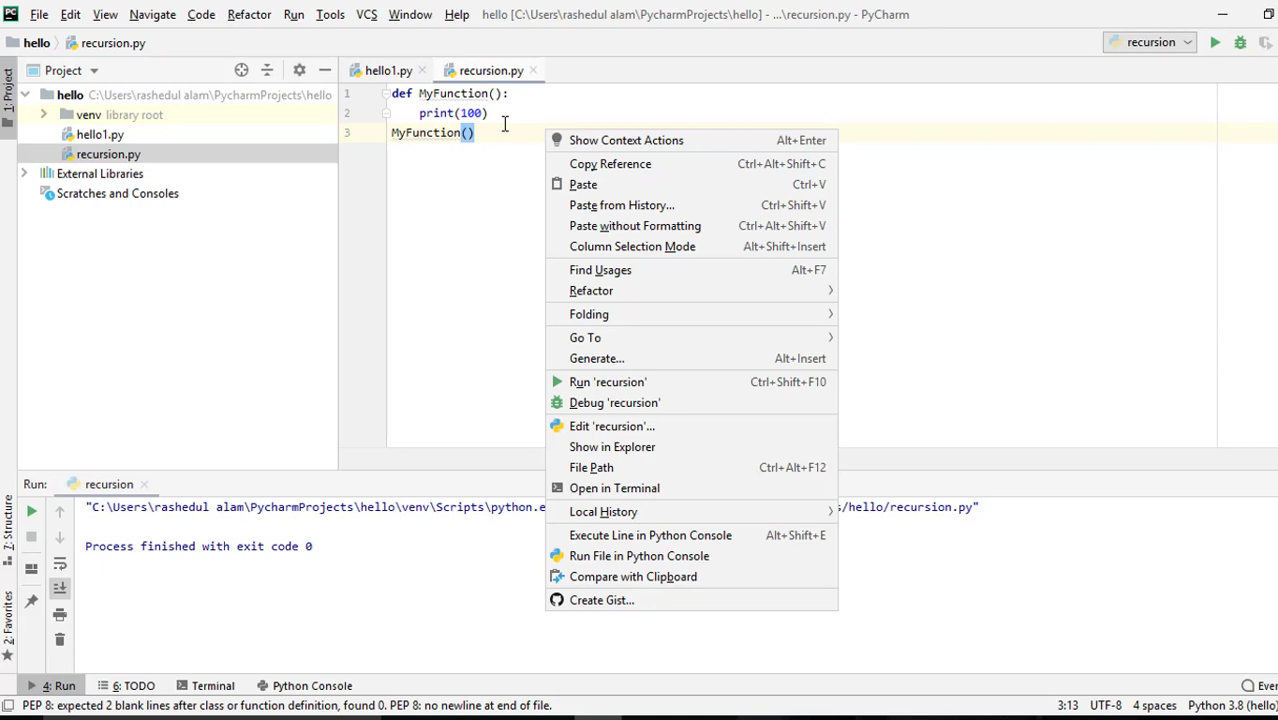 PC File Edit View Navigate Code Refactor Run Tools VCS Window Help hello [C:\Users\rashedul alam\PycharmProjects\hello] - ...\recursion.py - PyCharm
hello recursion.py recursion
1: Project
Project
hello1.py recursion.py
hello C:\Users\rashedul alam\PycharmProjects\hello
venv library root
hello1.py
recursion.py
External Libraries
Scratches and Consoles
1 def MyFunction():
2 print(100)
3 MyFunction()
Show Context Actions Alt+Enter
Copy Reference Ctrl+Alt+Shift+C
Paste Ctrl+V
Paste from History... Ctrl+Shift+V
Paste without Formatting Ctrl+Alt+Shift+V
Column Selection Mode Alt+Shift+Insert
Find Usages Alt+F7
Refactor
Folding
Go To
Generate... Alt+Insert
Run 'recursion' Ctrl+Shift+F10
Debug 'recursion'
Edit 'recursion'...
Show in Explorer
File Path Ctrl+Alt+F12
Open in Terminal
Local History
Execute Line in Python Console Alt+Shift+E
Run File in Python Console
Compare with Clipboard
Create Gist...
Run: recursion
"C:\Users\rashedul alam\PycharmProjects\hello\venv\Scripts\python.e s/hello/recursion.py"
Process finished with exit code 0
7: Structure
2: Favorites
4: Run 6: TODO Terminal Python Console Ever
PEP 8: expected 2 blank lines after class or function definition, found 0. PEP 8: no newline at end of file. 3:13 UTF-8 4 spaces Python 3.8 (hello)